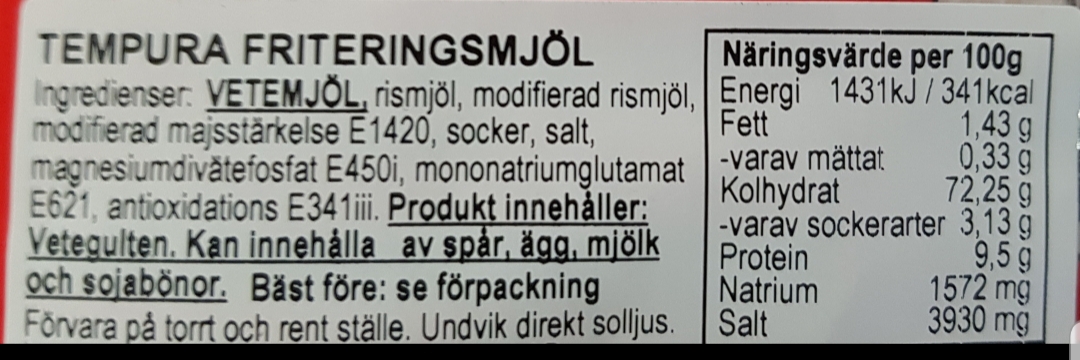 TEMPURA FRITERINGSMJÖL
Ingredienser: VETEMJÖL, rismjöl, modifierad rismjöl,
modifierad majsstärkelse E1420, socker, salt,
magnesiumdivätefosfat E450i, mononatriumglutamat
E621, antioxidations E341iii. Produkt innehåller:
Vetegulten. Kan innehålla av spår, ägg, mjölk
och sojabönor. Bäst före: se förpackning
Förvara på torrt och rent ställe. Undvik direkt solljus.
Näringsvärde per 100g
Energi 1431kJ / 341kcal
Fett 1,43 g
-varav mättat 0,33 g
Kolhydrat 72,25 g
-varav sockerarter 3,13 g
Protein 9,5 g
Natrium 1572 mg
Salt 3930 mg